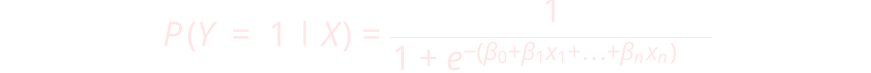 P(Y = 1 | X) = 1 / 1 + e^−(β₀+β₁x₁+...+βₙxₙ)